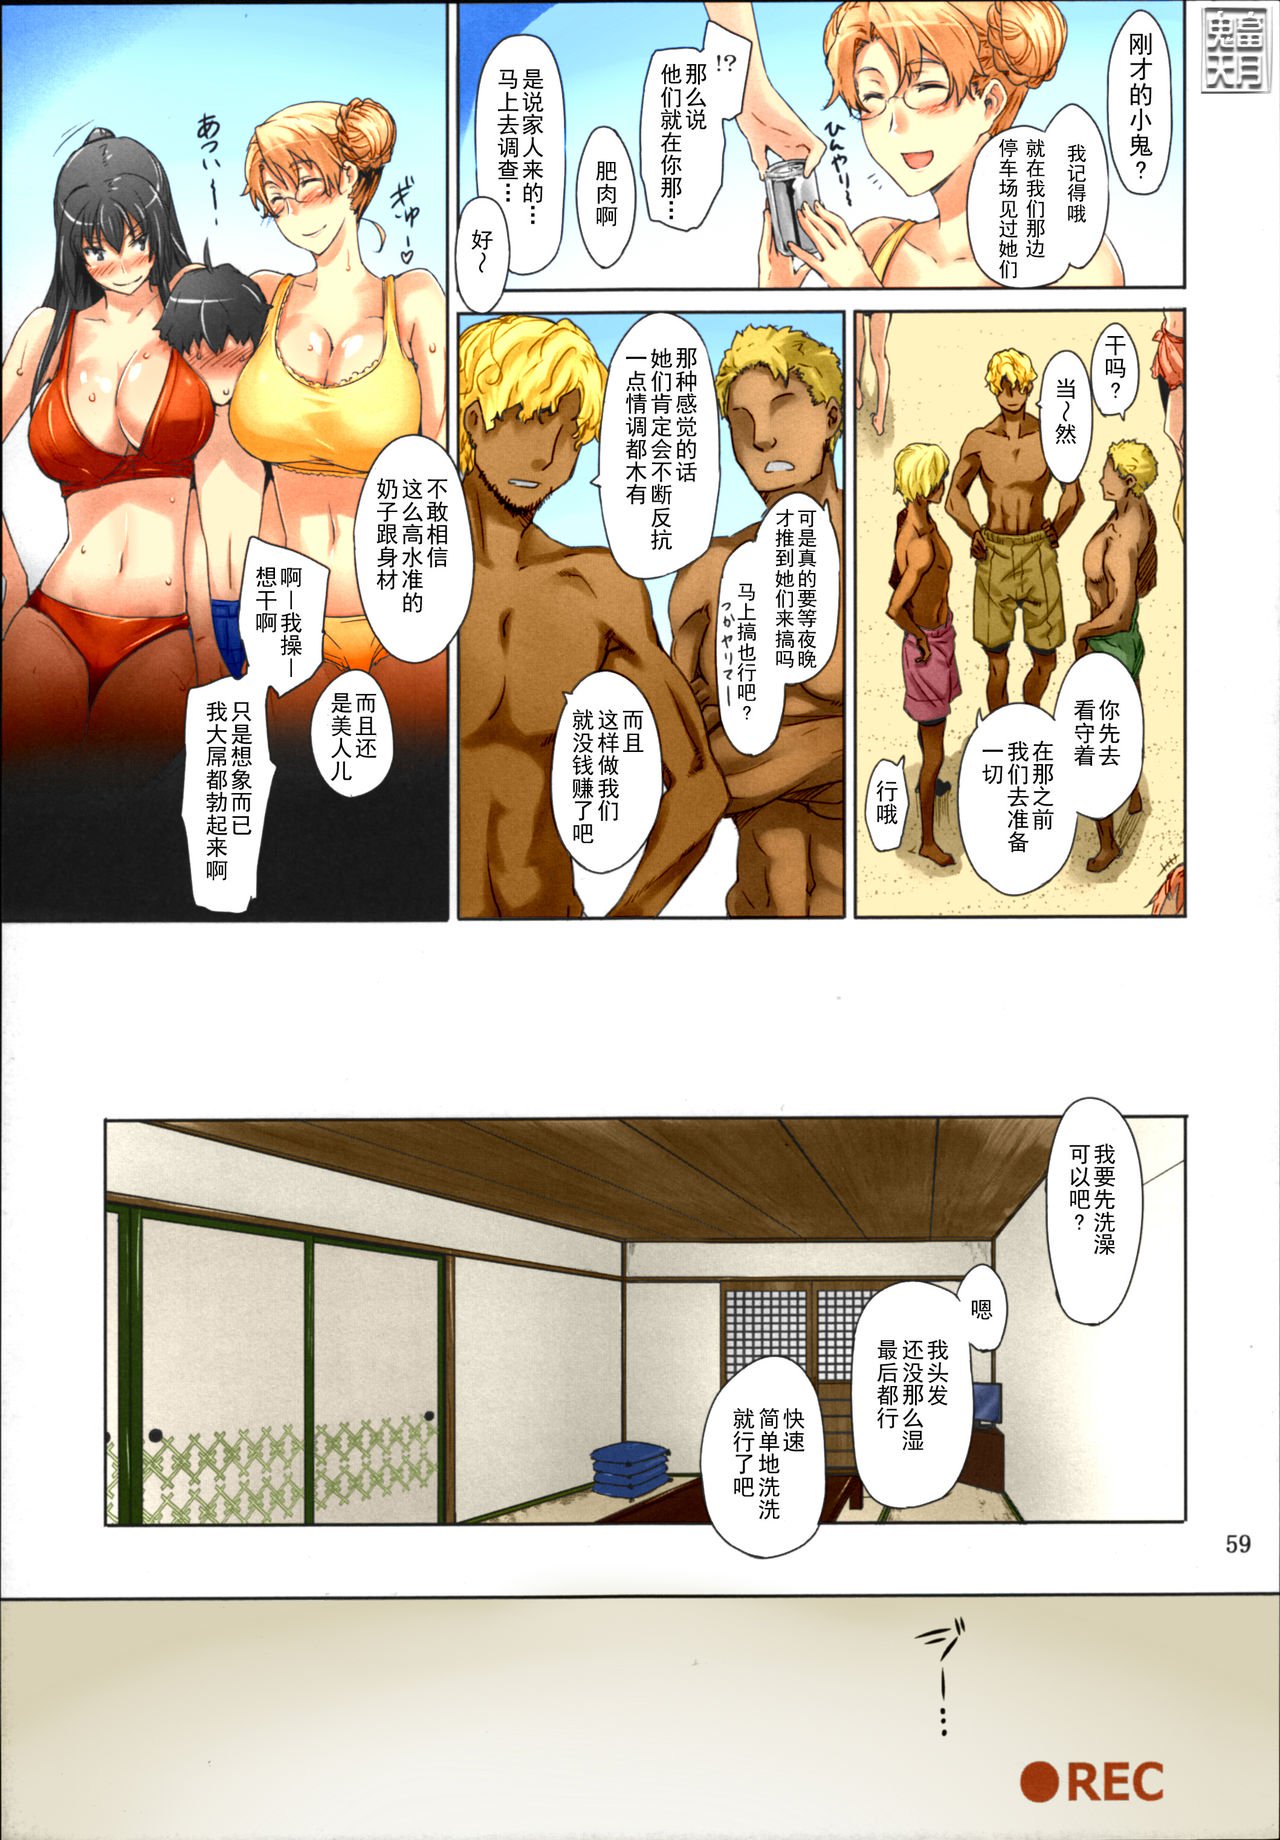 鬼畜
天月
刚才的小鬼？
我记得哦
就在我们那边
停车场见过她们
ひんやりー
!?
那么说
他们就在你那…
肥肉啊
是说家人来的…
马上去调查…
好～
干吗？
当～然
你先去
看守着
在那之前
我们去准备
一切
行哦
可是真的要等夜晚
才推到她们来搞吗
马上搞也行吧？
つかヤリてー
那种感觉的话
她们肯定会不断反抗
一点情调都木有
而且
这样做我们
就没钱赚了吧
ぎゅー♡
あついーー
不敢相信
这么高水准的
奶子跟身材
啊—我操—
想干啊
而且还
是美人儿
只是想象而已
我大屌都勃起来啊
我要先洗澡
可以吧？
嗯
我头发
还没那么湿
最后都行
快速
简单地洗洗
就行了吧
59
ジー…
●REC